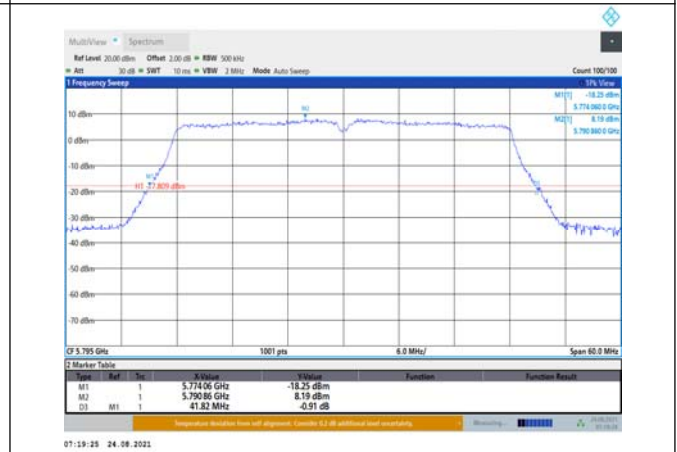 MultiView Spectrum
Ref Level 20.00 dBm Offset 2.00 dB RBW 500 kHz
Att 30 dB SWT 10 ms VBW 2 MHz Mode Auto Sweep Count 100/100
1 Frequency Sweep 1Pk View
M1[1] -18.25 dBm
5.774 060 0 GHz
M2[1] 8.19 dBm
5.790 860 0 GHz
M2
10 dBm
0 dBm
-10 dBm
M1
H1 -17.809 dBm
-20 dBm
-30 dBm
-40 dBm
-50 dBm
-60 dBm
-70 dBm
CF 5.795 GHz 1001 pts 6.0 MHz/ Span 60.0 MHz
2 Marker Table
Type Ref Trc X-Value Y-Value Function Function Result
M1 1 5.77406 GHz -18.25 dBm
M2 1 5.79086 GHz 8.19 dBm
D3 M1 1 41.82 MHz -0.91 dB
Temperature deviation from self alignment. Consider 0.2 dB additional level uncertainty. Measuring... 24.08.2021
07:19:25 24.08.2021